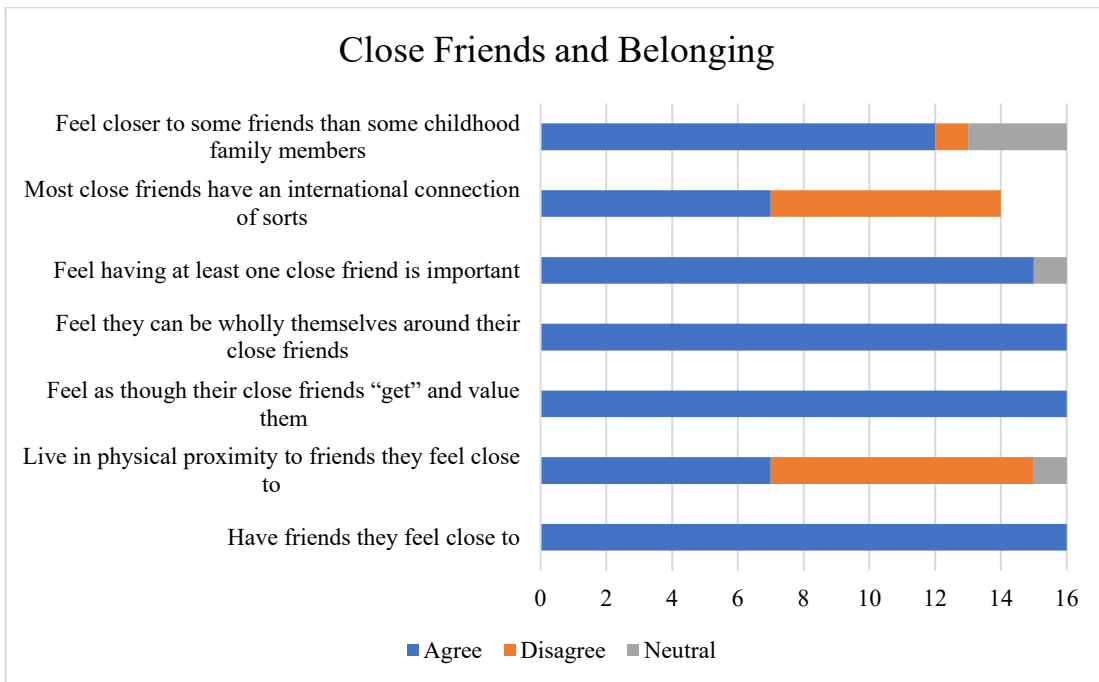 Close Friends and Belonging
Feel closer to some friends than some childhood
family members
Most close friends have an international connection
of sorts
Feel having at least one close friend is important
Feel they can be wholly themselves around their
close friends
Feel as though their close friends “get” and value
them
Live in physical proximity to friends they feel close
to
Have friends they feel close to
0 2 4 6 8 10 12 14 16
Agree Disagree Neutral